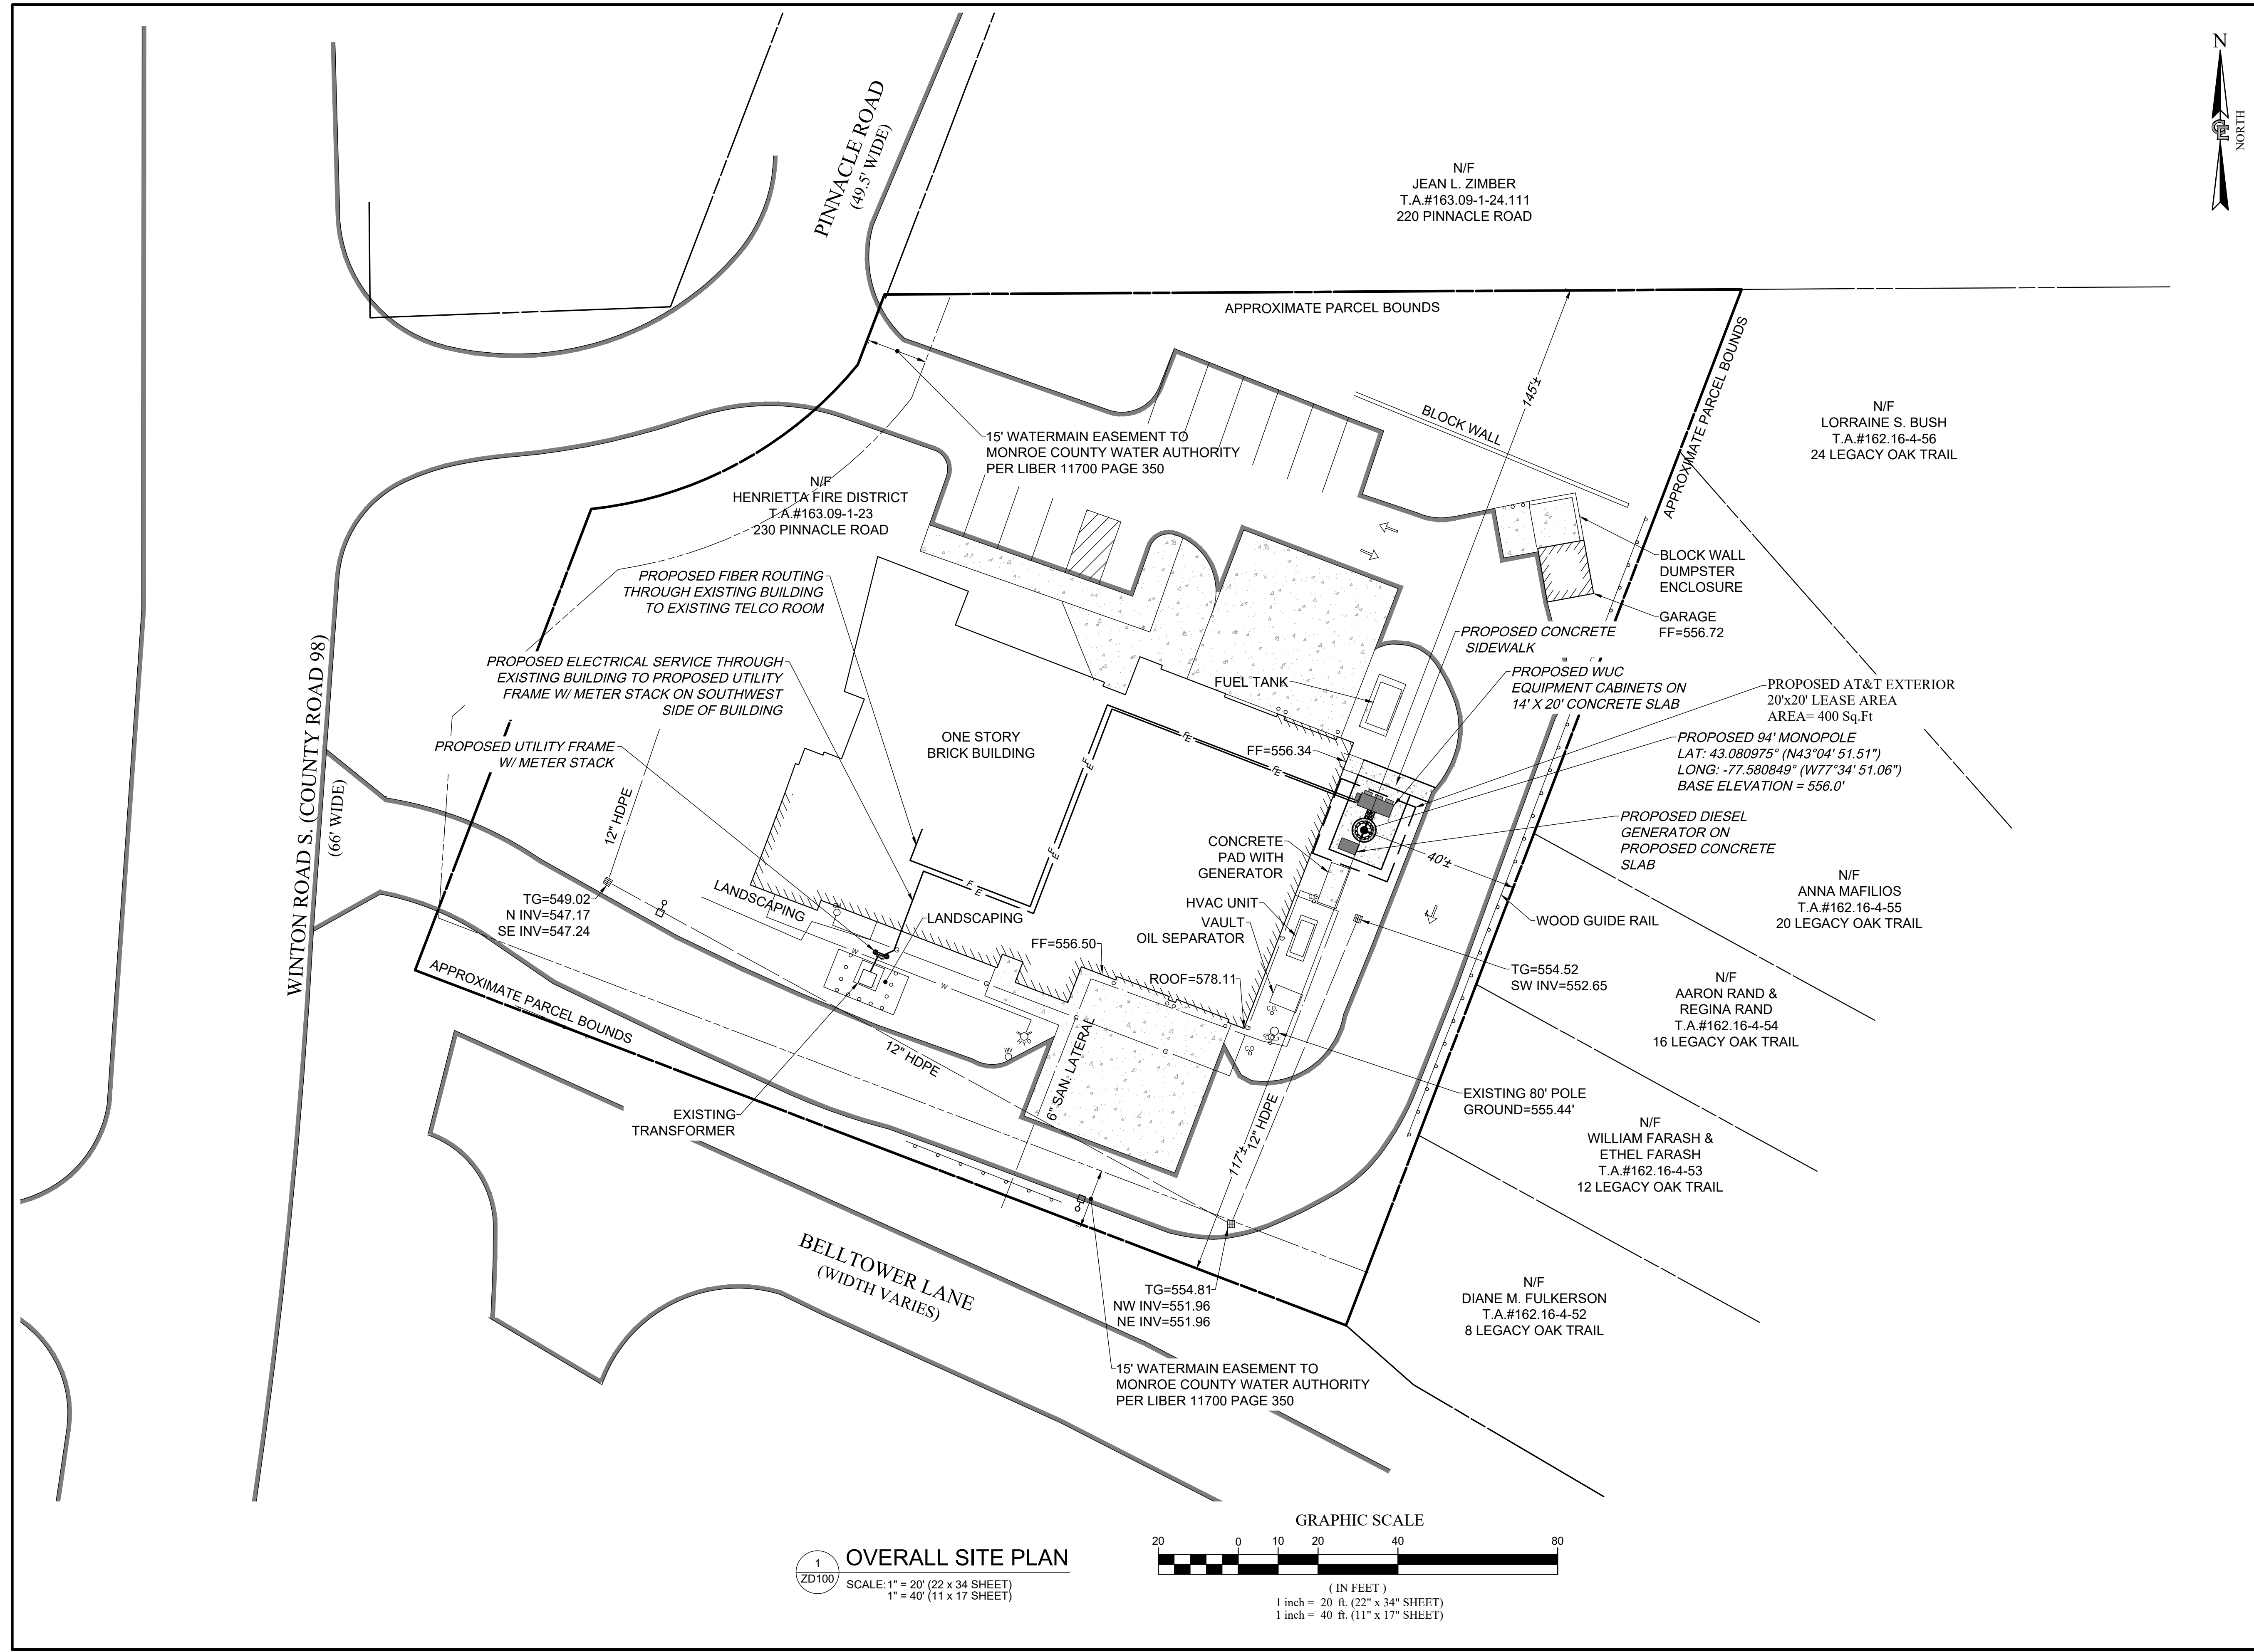 N
NORTH
PINNACLE ROAD
(49.5' WIDE)
N/F
JEAN L. ZIMBER
T.A.#163.09-1-24.111
220 PINNACLE ROAD
APPROXIMATE PARCEL BOUNDS
APPROXIMATE PARCEL BOUNDS
145'±
BLOCK WALL
N/F
LORRAINE S. BUSH
T.A.#162.16-4-56
24 LEGACY OAK TRAIL
15' WATERMAIN EASEMENT TO
MONROE COUNTY WATER AUTHORITY
PER LIBER 11700 PAGE 350
N/F
HENRIETTA FIRE DISTRICT
T.A.#163.09-1-23
230 PINNACLE ROAD
BLOCK WALL
DUMPSTER
ENCLOSURE
GARAGE
FF=556.72
PROPOSED FIBER ROUTING
THROUGH EXISTING BUILDING
TO EXISTING TELCO ROOM
PROPOSED CONCRETE
SIDEWALK
PROPOSED ELECTRICAL SERVICE THROUGH
EXISTING BUILDING TO PROPOSED UTILITY
FRAME W/ METER STACK ON SOUTHWEST
SIDE OF BUILDING
PROPOSED WUC
EQUIPMENT CABINETS ON
14' X 20' CONCRETE SLAB
FUEL TANK
PROPOSED AT&T EXTERIOR
20'x20' LEASE AREA
AREA= 400 Sq.Ft
PROPOSED UTILITY FRAME
W/ METER STACK
ONE STORY
BRICK BUILDING
FF=556.34
PROPOSED 94' MONOPOLE
LAT: 43.080975° (N43°04' 51.51")
LONG: -77.580849° (W77°34' 51.06")
BASE ELEVATION = 556.0'
WINTON ROAD S. (COUNTY ROAD 98)
(66' WIDE)
12" HDPE
PROPOSED DIESEL
GENERATOR ON
PROPOSED CONCRETE
SLAB
CONCRETE
PAD WITH
GENERATOR
40'±
N/F
ANNA MAFILIOS
T.A.#162.16-4-55
20 LEGACY OAK TRAIL
F
E
F
E
F
E
F
E
F
E
TG=549.02
N INV=547.17
SE INV=547.24
LANDSCAPING
LANDSCAPING
HVAC UNIT
VAULT
OIL SEPARATOR
WOOD GUIDE RAIL
FF=556.50
ROOF=578.11
TG=554.52
SW INV=552.65
N/F
AARON RAND &
REGINA RAND
T.A.#162.16-4-54
16 LEGACY OAK TRAIL
W
G
W
G
G
G
G
G
WV
C.O.
C.O.
APPROXIMATE PARCEL BOUNDS
12" HDPE
6" SAN. LATERAL
EXISTING
TRANSFORMER
EXISTING 80' POLE
GROUND=555.44'
117'±
12" HDPE
N/F
WILLIAM FARASH &
ETHEL FARASH
T.A.#162.16-4-53
12 LEGACY OAK TRAIL
BELLTOWER LANE
(WIDTH VARIES)
TG=554.81
NW INV=551.96
NE INV=551.96
N/F
DIANE M. FULKERSON
T.A.#162.16-4-52
8 LEGACY OAK TRAIL
15' WATERMAIN EASEMENT TO
MONROE COUNTY WATER AUTHORITY
PER LIBER 11700 PAGE 350
1
ZD100
OVERALL SITE PLAN
SCALE: 1" = 20' (22 x 34 SHEET)
1" = 40' (11 x 17 SHEET)
GRAPHIC SCALE
20 0 10 20 40 80
( IN FEET )
1 inch = 20 ft. (22" x 34" SHEET)
1 inch = 40 ft. (11" x 17" SHEET)